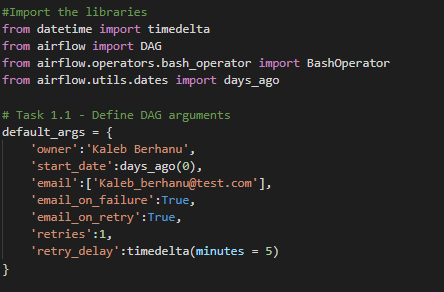 #Import the libraries
from datetime import timedelta
from airflow import DAG
from airflow.operators.bash_operator import BashOperator
from airflow.utils.dates import days_ago

# Task 1.1 - Define DAG arguments
default_args = {
    'owner':'Kaleb Berhanu',
    'start_date':days_ago(0),
    'email':['Kaleb_berhanu@test.com'],
    'email_on_failure':True,
    'email_on_retry':True,
    'retries':1,
    'retry_delay':timedelta(minutes = 5)
}